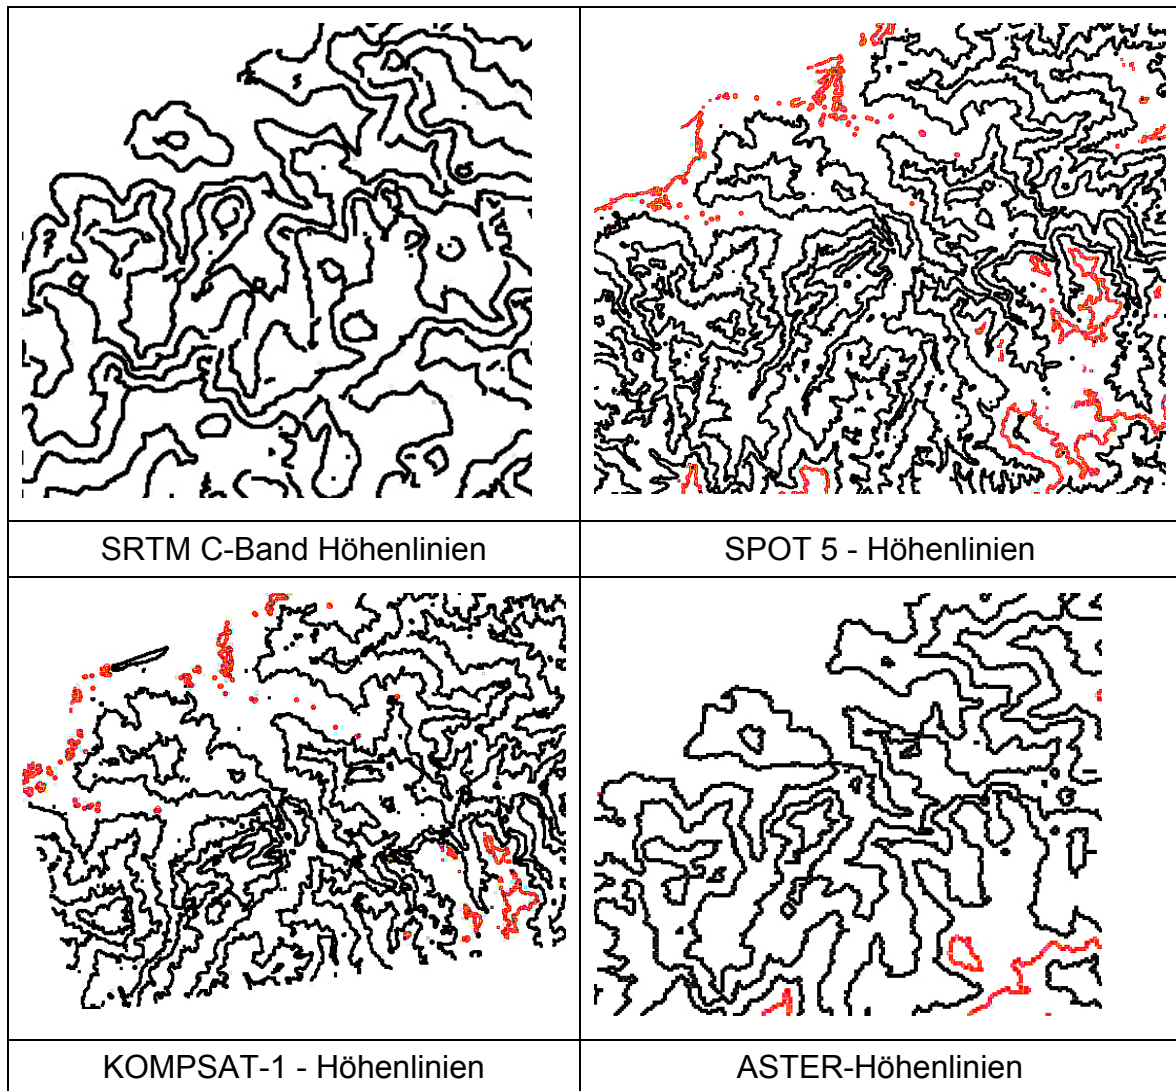 SRTM C-Band Höhenlinien
SPOT 5 - Höhenlinien
KOMPSAT-1 - Höhenlinien
ASTER-Höhenlinien